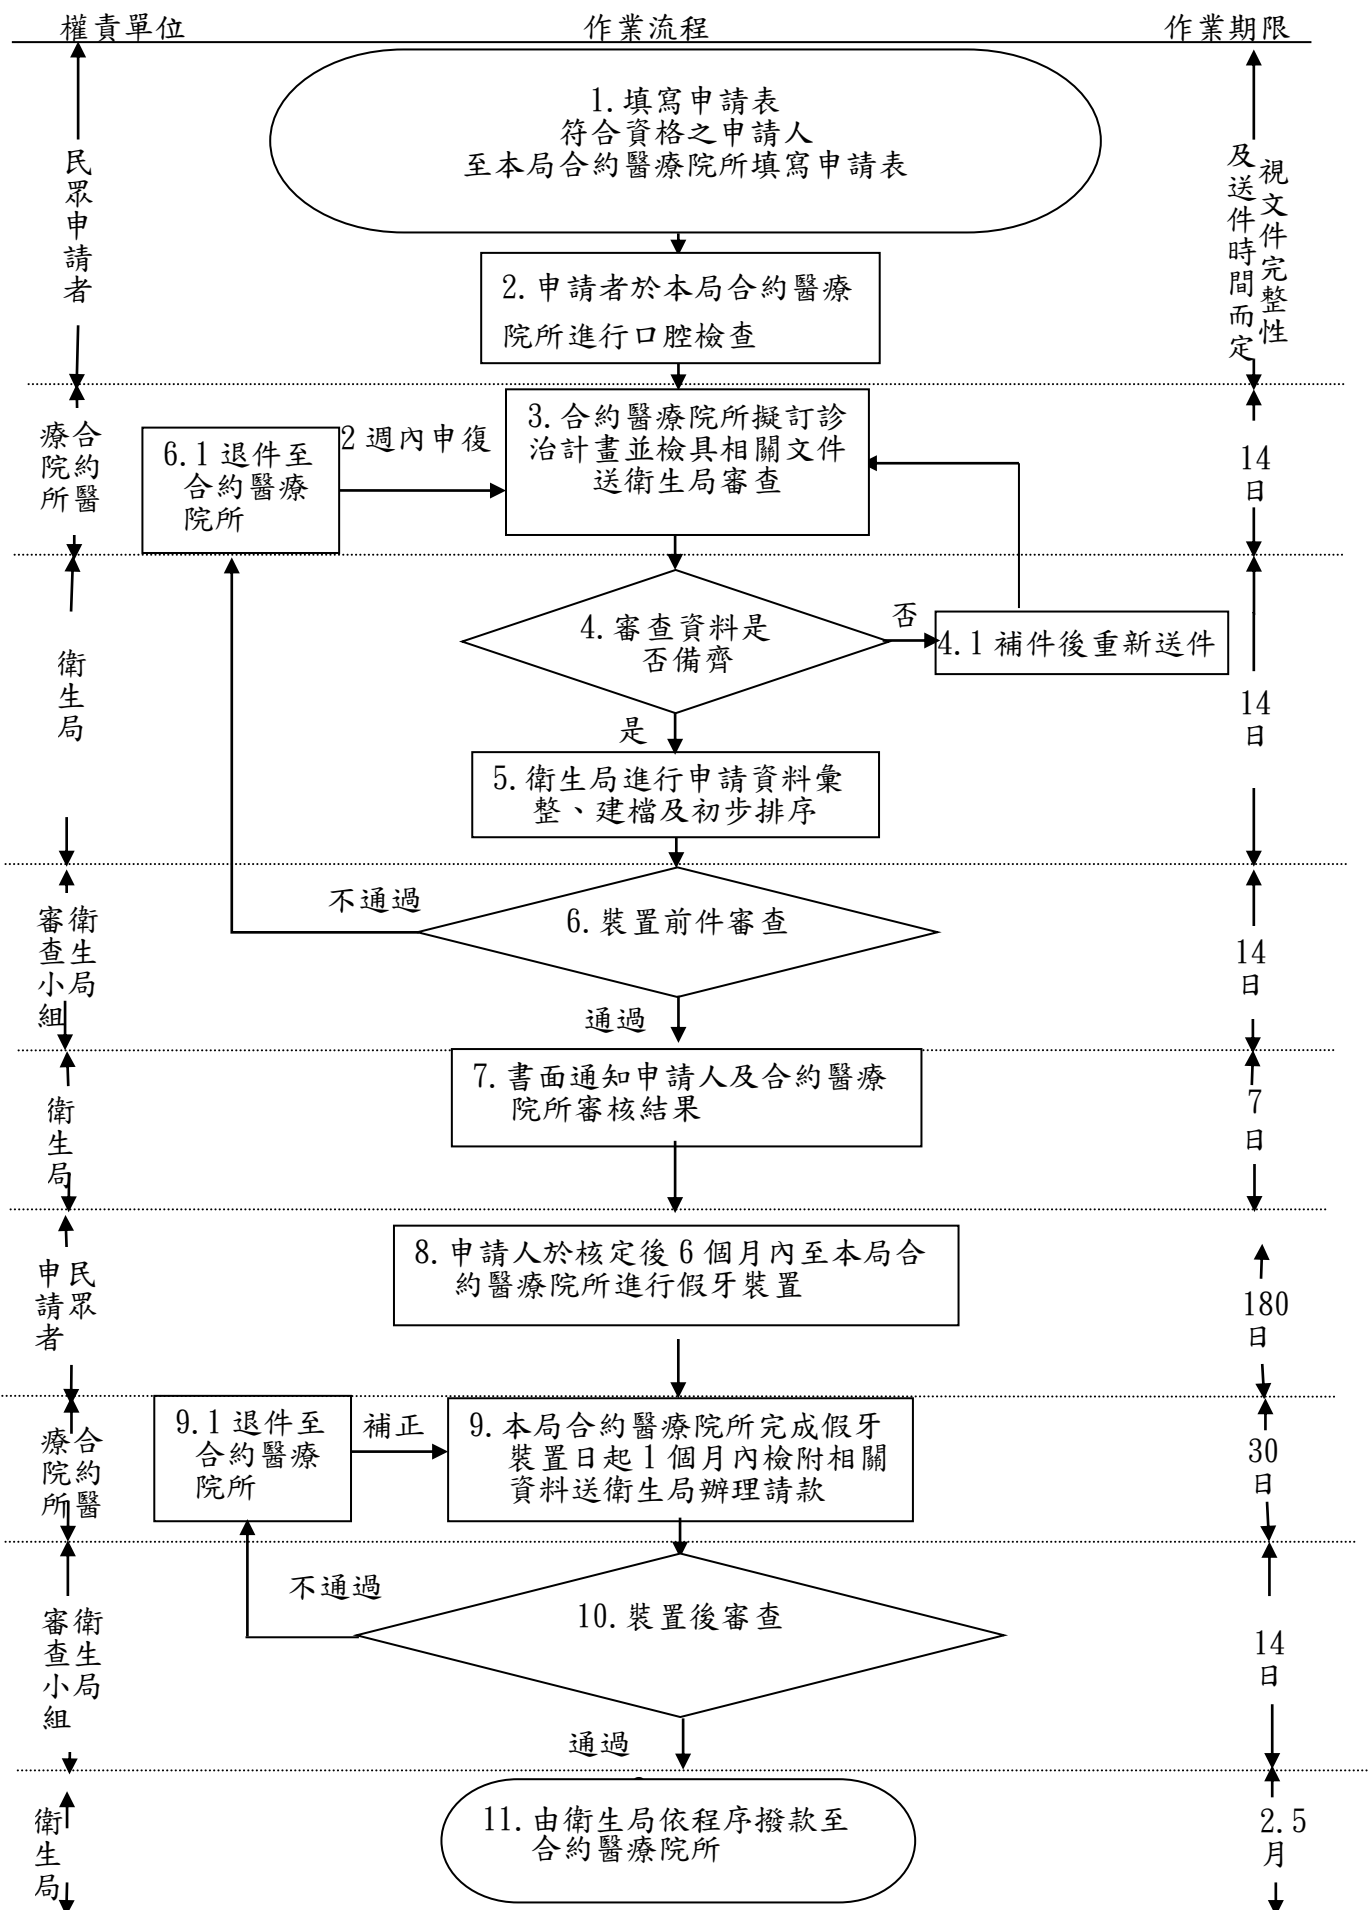 權責單位
作業流程
作業期限
民眾申請者
1.填寫申請表
符合資格之申請人
至本局合約醫療院所填寫申請表
視文件完整性
及送件時間而定
2.申請者於本局合約醫療
院所進行口腔檢查
合約醫
療院所
6.1退件至
合約醫療
院所
2週內申復
3.合約醫療院所擬訂診
治計畫並檢具相關文件
送衛生局審查
14
日
衛生局
4.審查資料是
否備齊
否
4.1補件後重新送件
14
日
是
5.衛生局進行申請資料彙
整、建檔及初步排序
衛生局
審查小組
不通過
6.裝置前件審查
14
日
通過
衛生局
7.書面通知申請人及合約醫療
院所審核結果
7
日
民眾
申請者
8.申請人於核定後6個月內至本局合
約醫療院所進行假牙裝置
180
日
合約醫
療院所
9.1退件至
合約醫療
院所
補正
9.本局合約醫療院所完成假牙
裝置日起1個月內檢附相關
資料送衛生局辦理請款
30
日
衛生局
審查小組
不通過
10.裝置後審查
14
日
通過
衛生局
11.由衛生局依程序撥款至
合約醫療院所
2.5
月